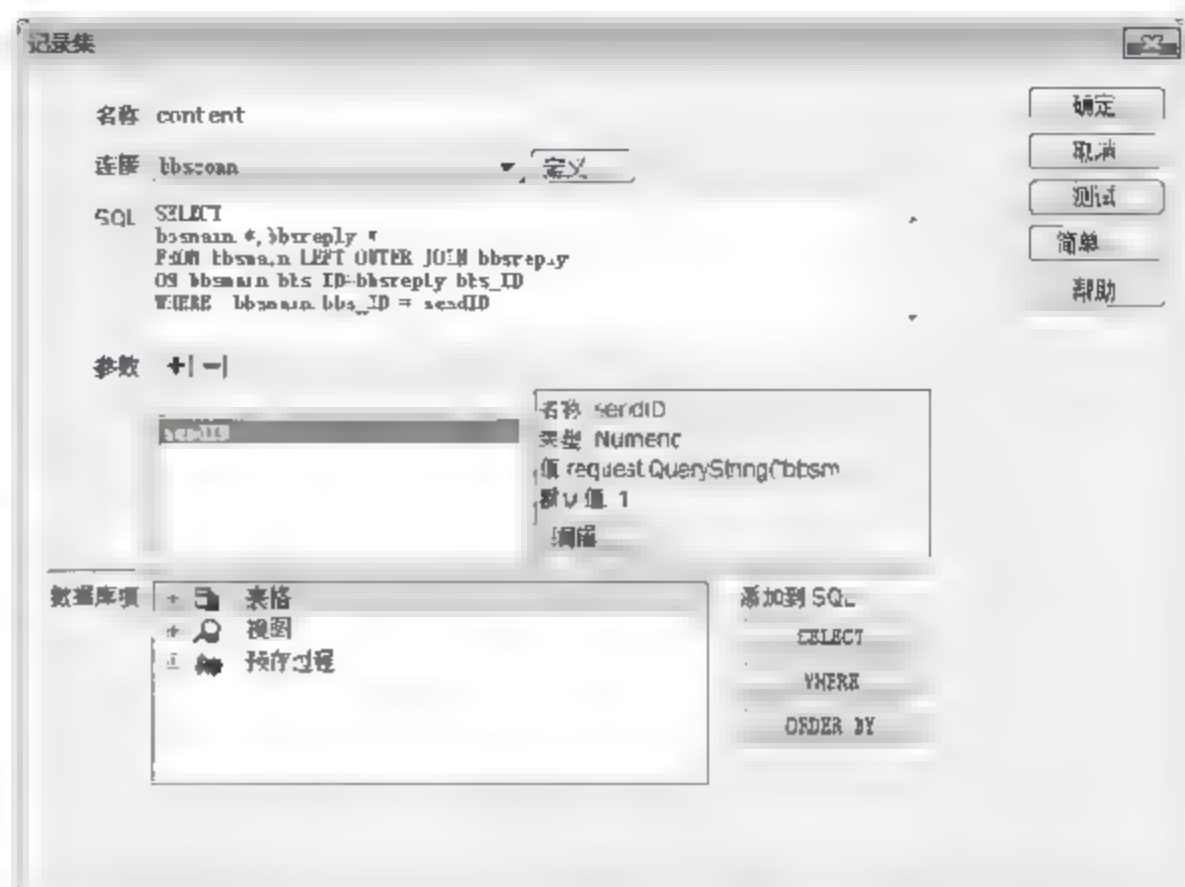 记录集
名称 content
确定
连接 bbsconn 定义
取消
SQL SELECT
测试
bbsmain.*,bbsreply.*
FROM bbsmain LEFT OUTER JOIN bbsreply
简单
ON bbsmain.bbs_ID=bbsreply.bbs_ID
WHERE bbsmain.bbs_ID = sendID
帮助
参数 + -
sendID
名称 sendID
类型 Numeric
值 request.QueryString("bbsm
默认值 1
编辑
数据库项
表格
视图
预存过程
添加到 SQL
SELECT
WHERE
ORDER BY